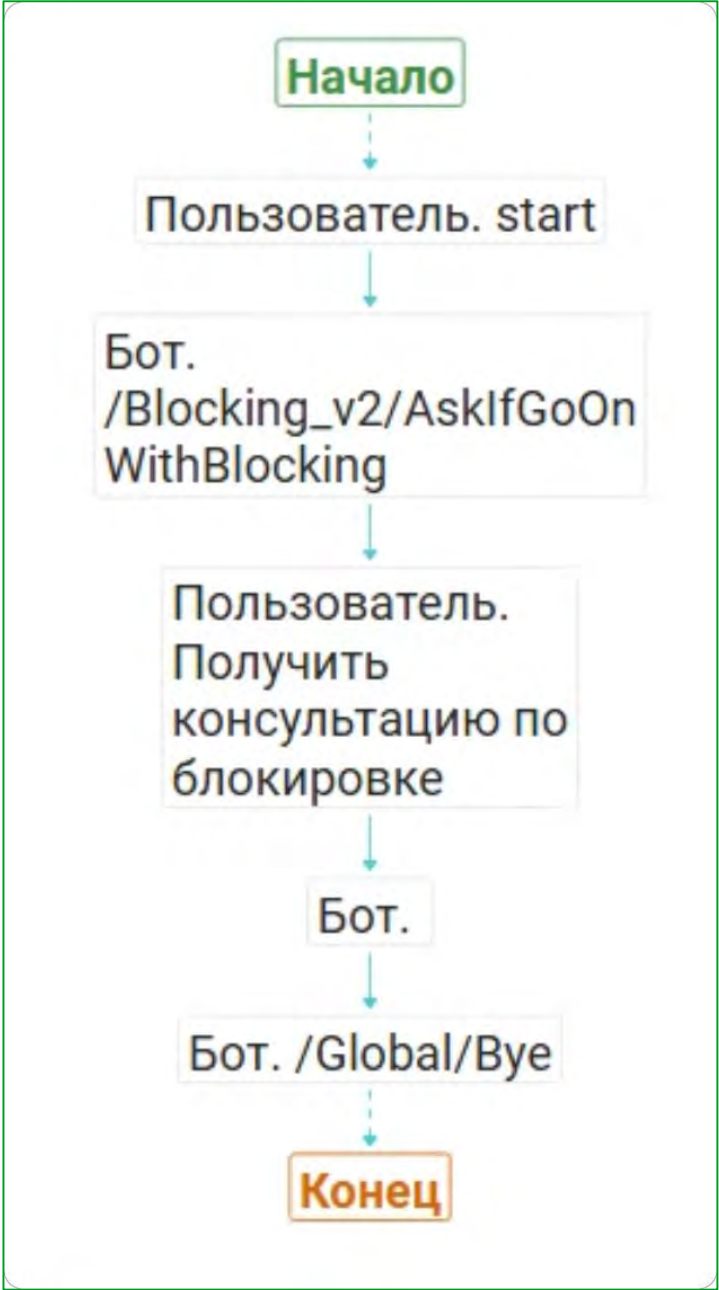 Начало
Пользователь. start
Бот.
/Blocking_v2/AskIfGoOn
WithBlocking
Пользователь.
Получить
консультацию по
блокировке
Бот.
Бот. /Global/Bye
Конец